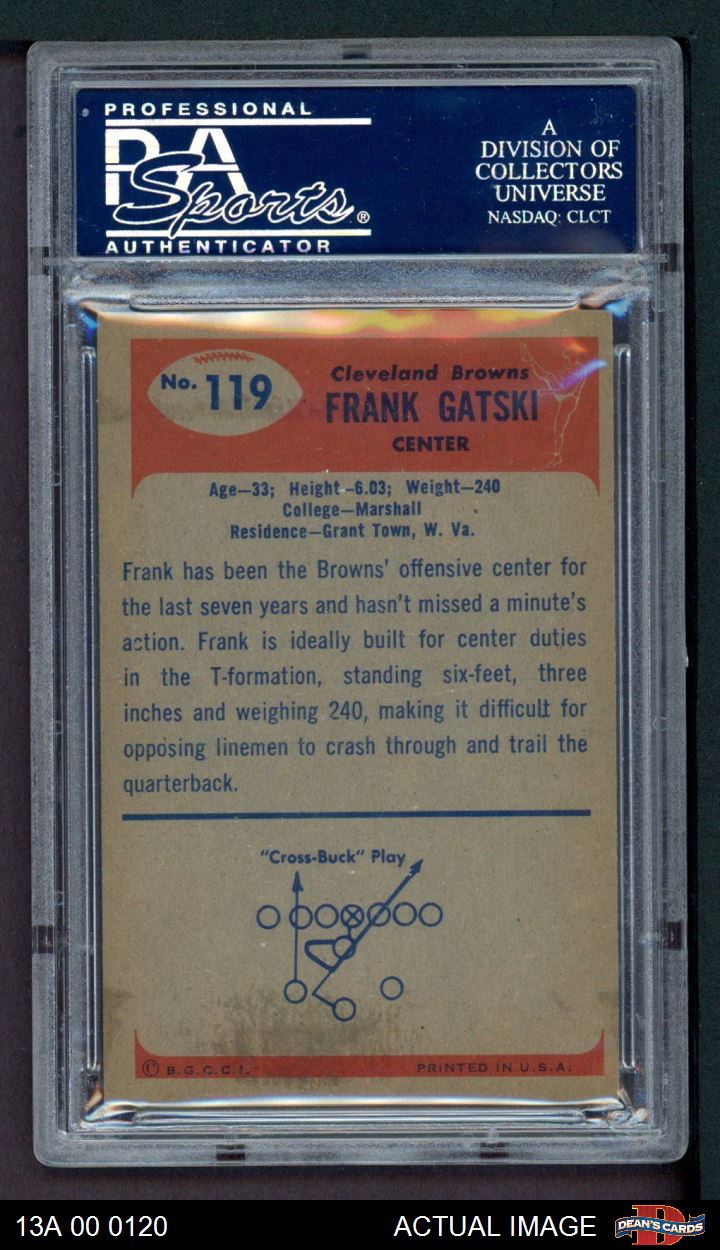 PROFESSIONAL
PSA
Sports®
AUTHENTICATOR
A
DIVISION OF
COLLECTORS
UNIVERSE
NASDAQ: CLCT
No. 119
Cleveland Browns
FRANK GATSKI
CENTER
Age—33; Height—6.03; Weight—240
College—Marshall
Residence—Grant Town, W. Va.
Frank has been the Browns' offensive center for
the last seven years and hasn't missed a minute's
action. Frank is ideally built for center duties
in the T-formation, standing six-feet, three
inches and weighing 240, making it difficult for
opposing linemen to crash through and trail the
quarterback.
"Cross-Buck" Play
© B.G.C.C.I.
PRINTED IN U.S.A.
13A 00 0120
ACTUAL IMAGE
DEAN'S CARDS